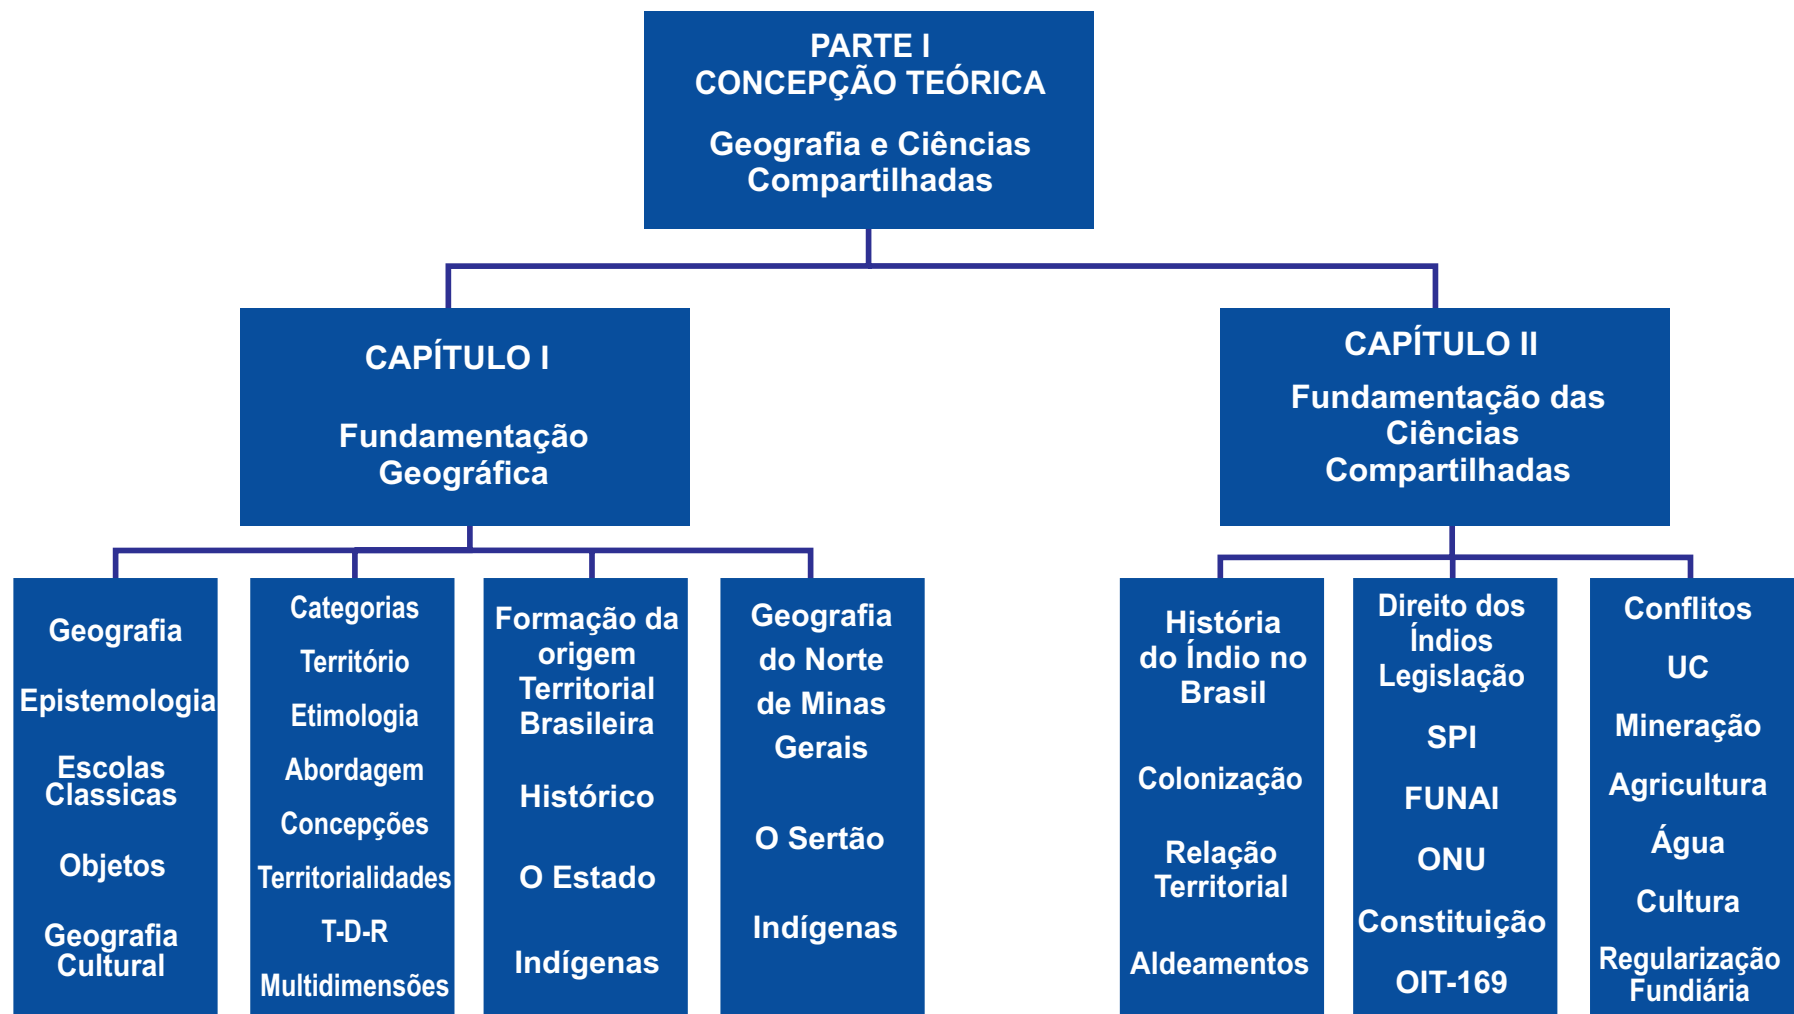 PARTE I
CONCEPÇÃO TEÓRICA
Geografia e Ciências
Compartilhadas
CAPÍTULO I
Fundamentação
Geográfica
CAPÍTULO II
Fundamentação das
Ciências
Compartilhadas
Geografia
Epistemologia
Escolas
Classicas
Objetos
Geografia
Cultural
Categorias
Território
Etimologia
Abordagem
Concepções
Territorialidades
T-D-R
Multidimensões
Formação da
origem
Territorial
Brasileira
Histórico
O Estado
Indígenas
Geografia
do Norte
de Minas
Gerais
O Sertão
Indígenas
História
do Índio no
Brasil
Colonização
Relação
Territorial
Aldeamentos
Direito dos
Índios
Legislação
SPI
FUNAI
ONU
Constituição
OIT-169
Conflitos
UC
Mineração
Agricultura
Água
Cultura
Regularização
Fundiária